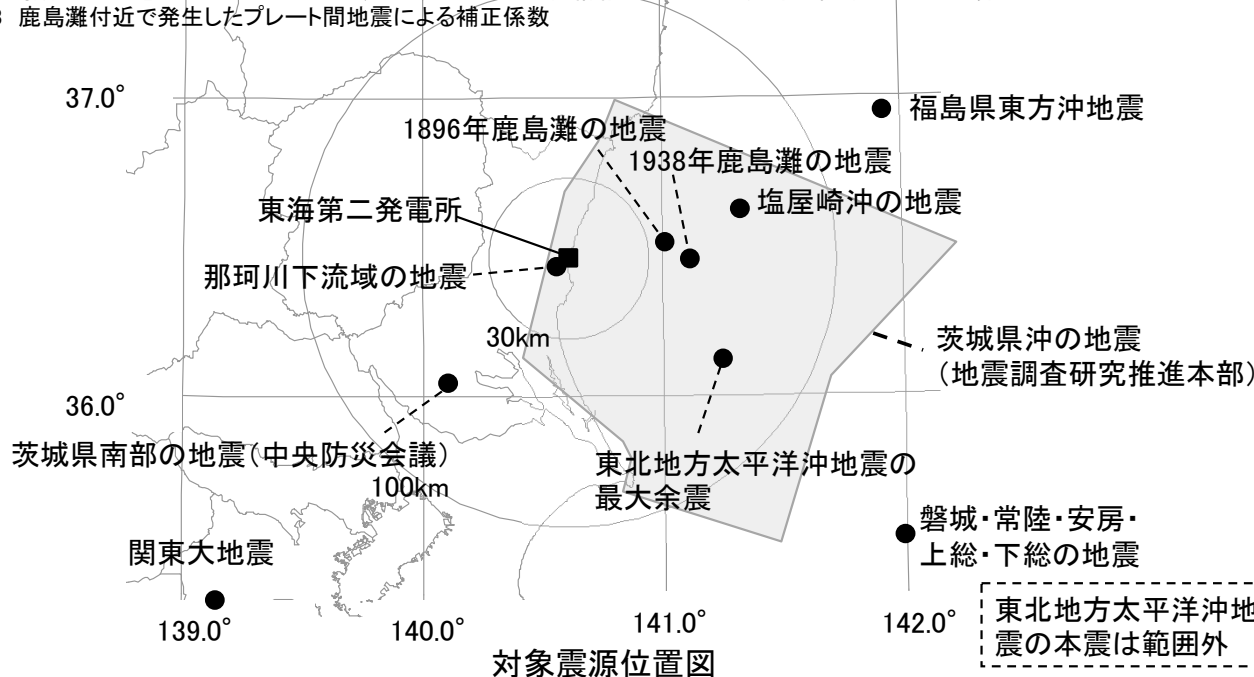 鹿島灘付近で発生したプレート間地震による補正係数
37.0°
福島県東方沖地震
1896年鹿島灘の地震
1938年鹿島灘の地震
塩屋崎沖の地震
東海第二発電所
那珂川下流域の地震
30km
茨城県沖の地震
(地震調査研究推進本部)
36.0°
茨城県南部の地震(中央防災会議)
100km
東北地方太平洋沖地震の
最大余震
関東大地震
磐城・常陸・安房・
上総・下総の地震
139.0°
140.0°
141.0°
142.0°
東北地方太平洋沖地
震の本震は範囲外
対象震源位置図